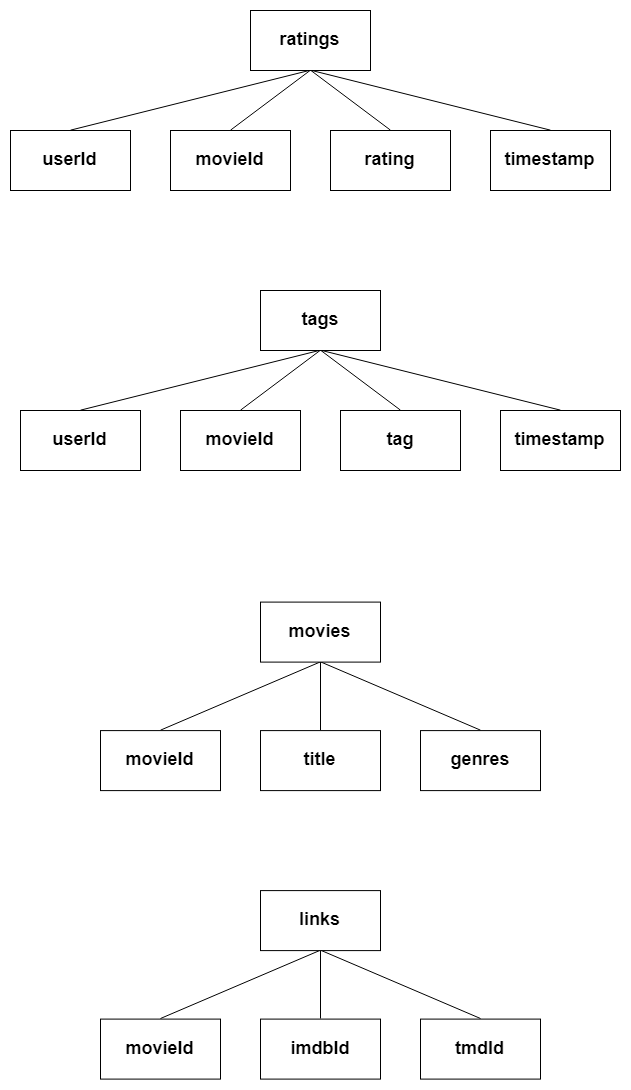 ratings
userId
movieId
rating
timestamp
tags
userId
movieId
tag
timestamp
movies
movieId
title
genres
links
movieId
imdbId
tmdId